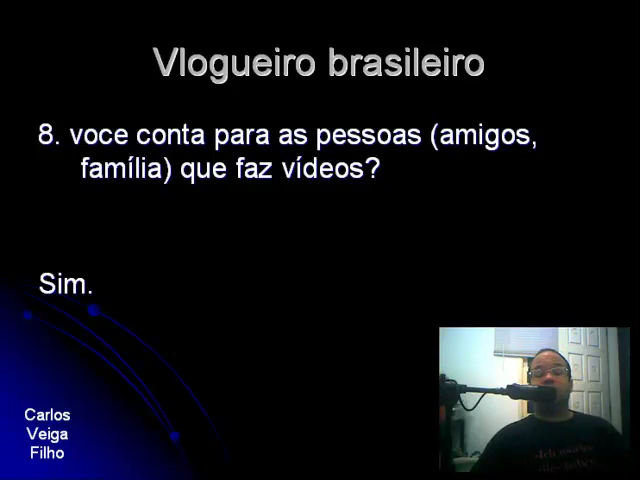 Vlogueiro brasileiro
8. voce conta para as pessoas (amigos,
família) que faz vídeos?
Sim.
Carlos
Veiga
Filho